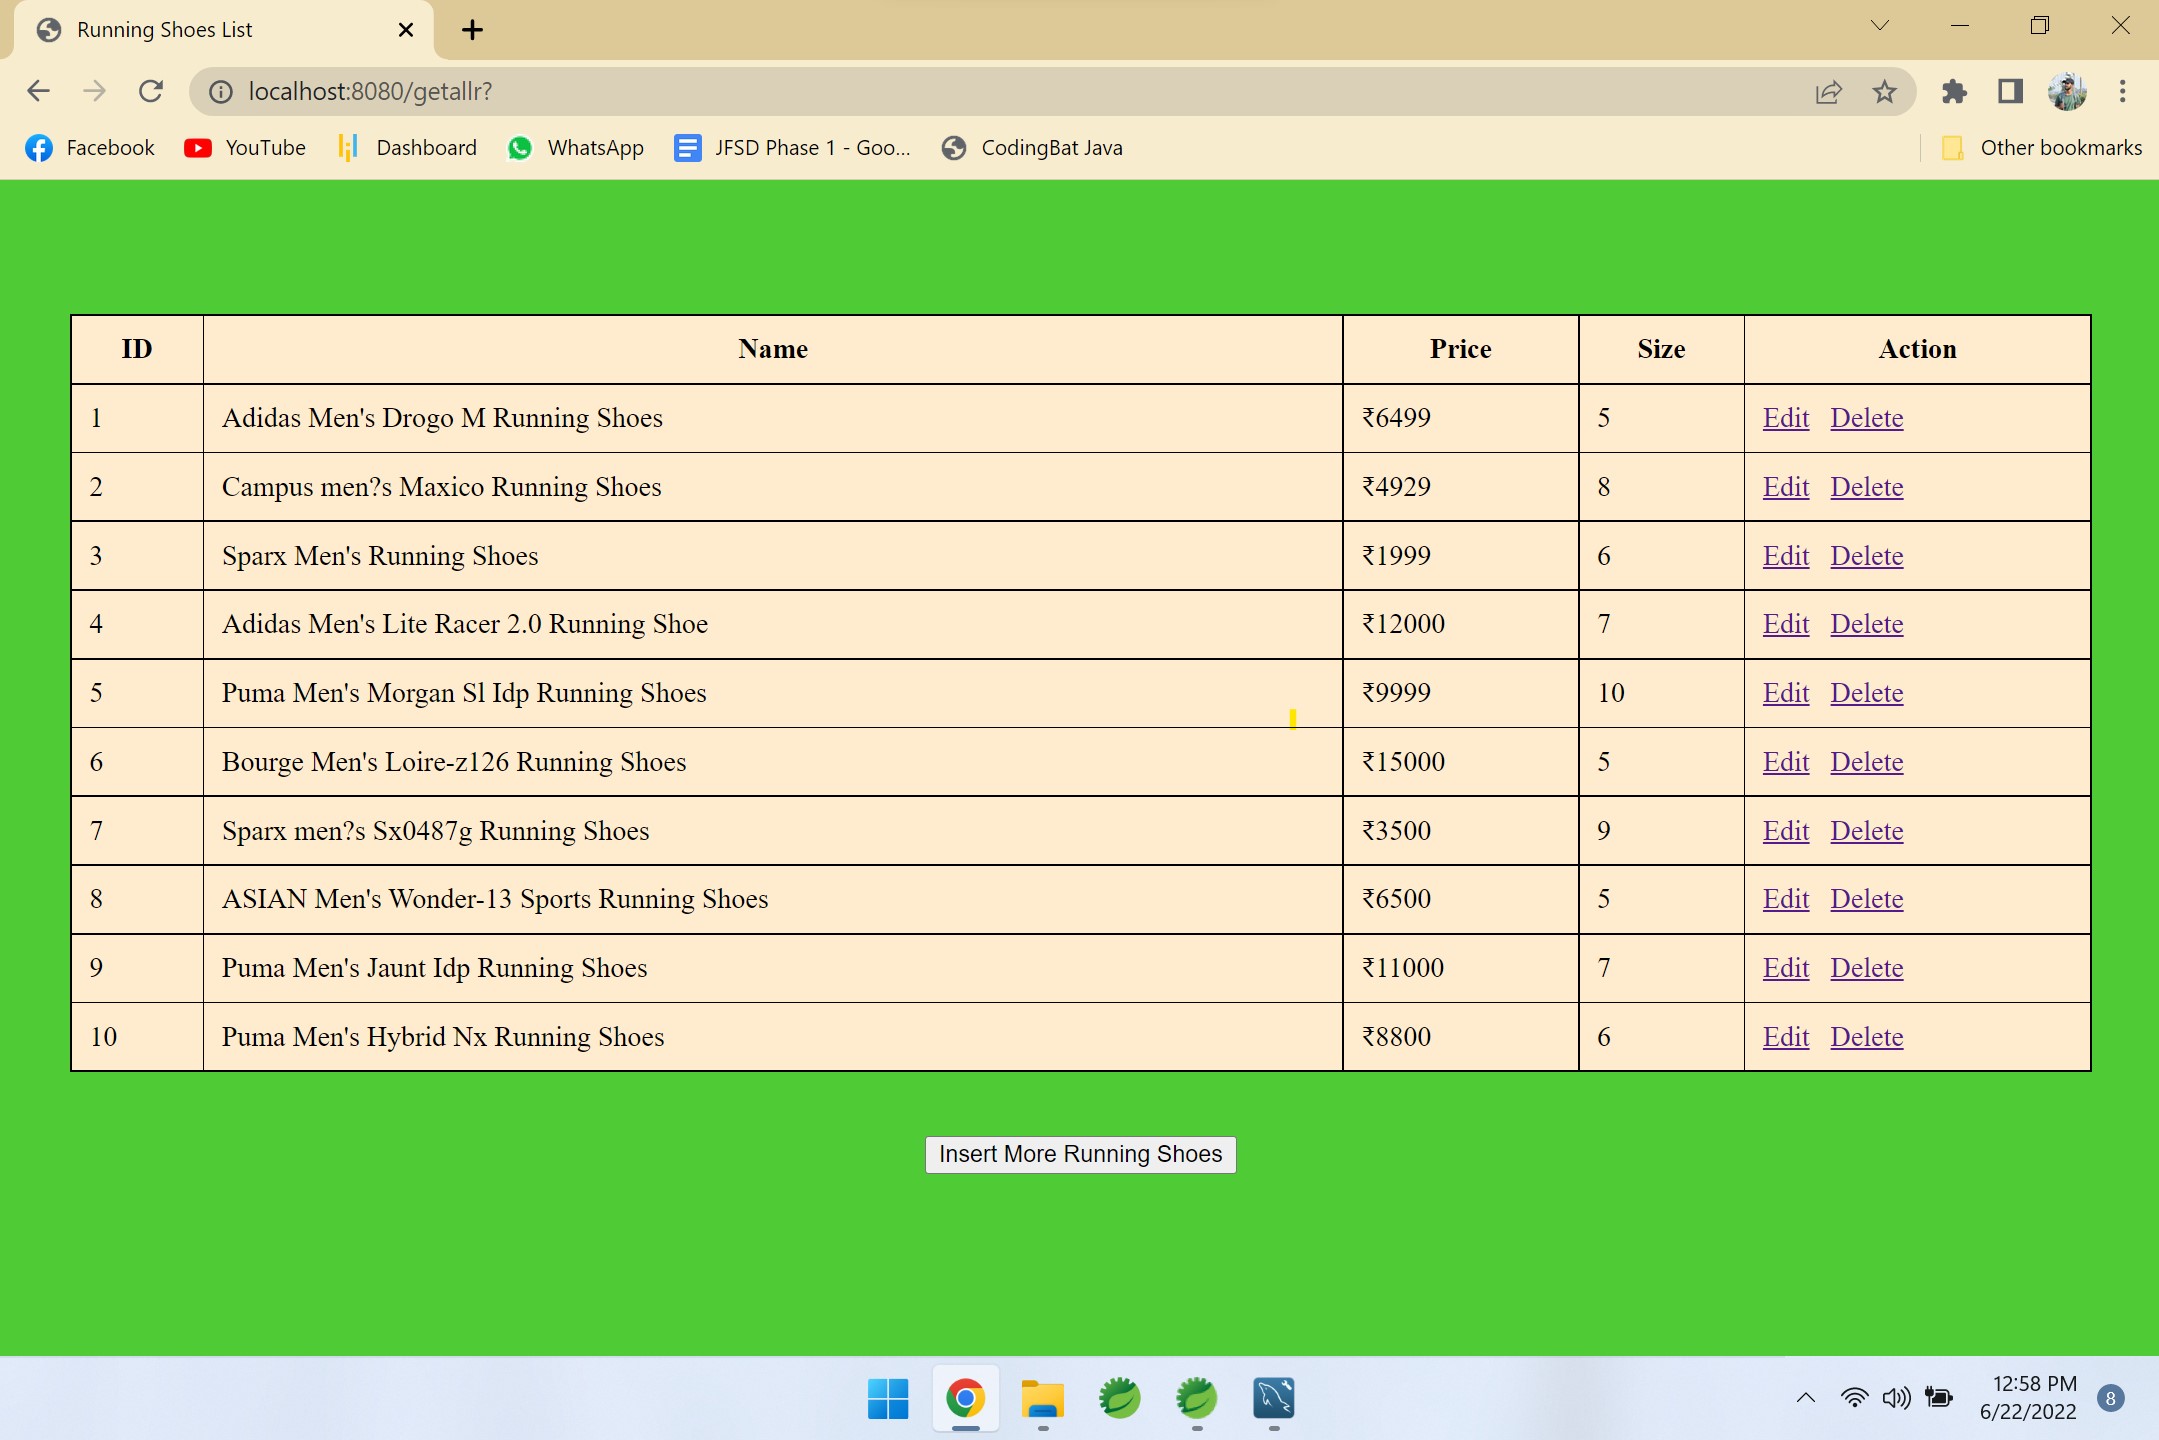 Running Shoes List
localhost:8080/getallr?
Facebook YouTube Dashboard WhatsApp JFSD Phase 1 - Goo... CodingBat Java Other bookmarks
ID Name Price Size Action
1 Adidas Men's Drogo M Running Shoes ₹6499 5 Edit Delete
2 Campus men?s Maxico Running Shoes ₹4929 8 Edit Delete
3 Sparx Men's Running Shoes ₹1999 6 Edit Delete
4 Adidas Men's Lite Racer 2.0 Running Shoe ₹12000 7 Edit Delete
5 Puma Men's Morgan Sl Idp Running Shoes ₹9999 10 Edit Delete
6 Bourge Men's Loire-z126 Running Shoes ₹15000 5 Edit Delete
7 Sparx men?s Sx0487g Running Shoes ₹3500 9 Edit Delete
8 ASIAN Men's Wonder-13 Sports Running Shoes ₹6500 5 Edit Delete
9 Puma Men's Jaunt Idp Running Shoes ₹11000 7 Edit Delete
10 Puma Men's Hybrid Nx Running Shoes ₹8800 6 Edit Delete
Insert More Running Shoes
12:58 PM
6/22/2022 8